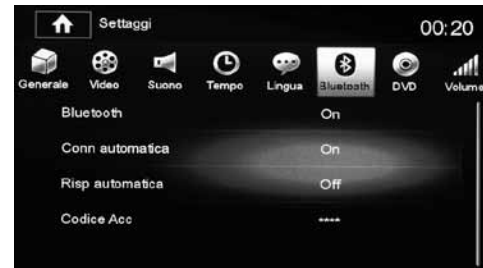 Settaggi 00:20
Generale Video Suono Tempo Lingua Bluetooth DVD Volume
Bluetooth On
Conn automatica On
Risp automatica Off
Codice Acc ****